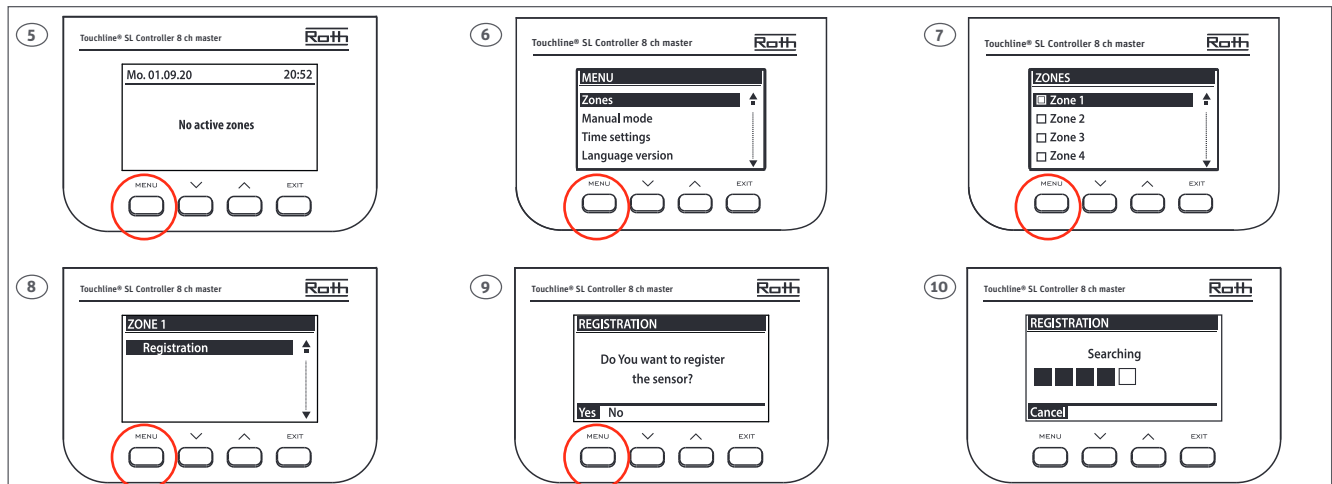 5
Touchline® SL Controller 8 ch master Roth
Mo. 01.09.20 20:52
No active zones
MENU EXIT
6
Touchline® SL Controller 8 ch master Roth
MENU
Zones
Manual mode
Time settings
Language version
MENU EXIT
7
Touchline® SL Controller 8 ch master Roth
ZONES
Zone 1
Zone 2
Zone 3
Zone 4
MENU EXIT
8
Touchline® SL Controller 8 ch master Roth
ZONE 1
Registration
MENU EXIT
9
Touchline® SL Controller 8 ch master Roth
REGISTRATION
Do You want to register
the sensor?
Yes No
MENU EXIT
10
Touchline® SL Controller 8 ch master Roth
REGISTRATION
Searching
Cancel
MENU EXIT